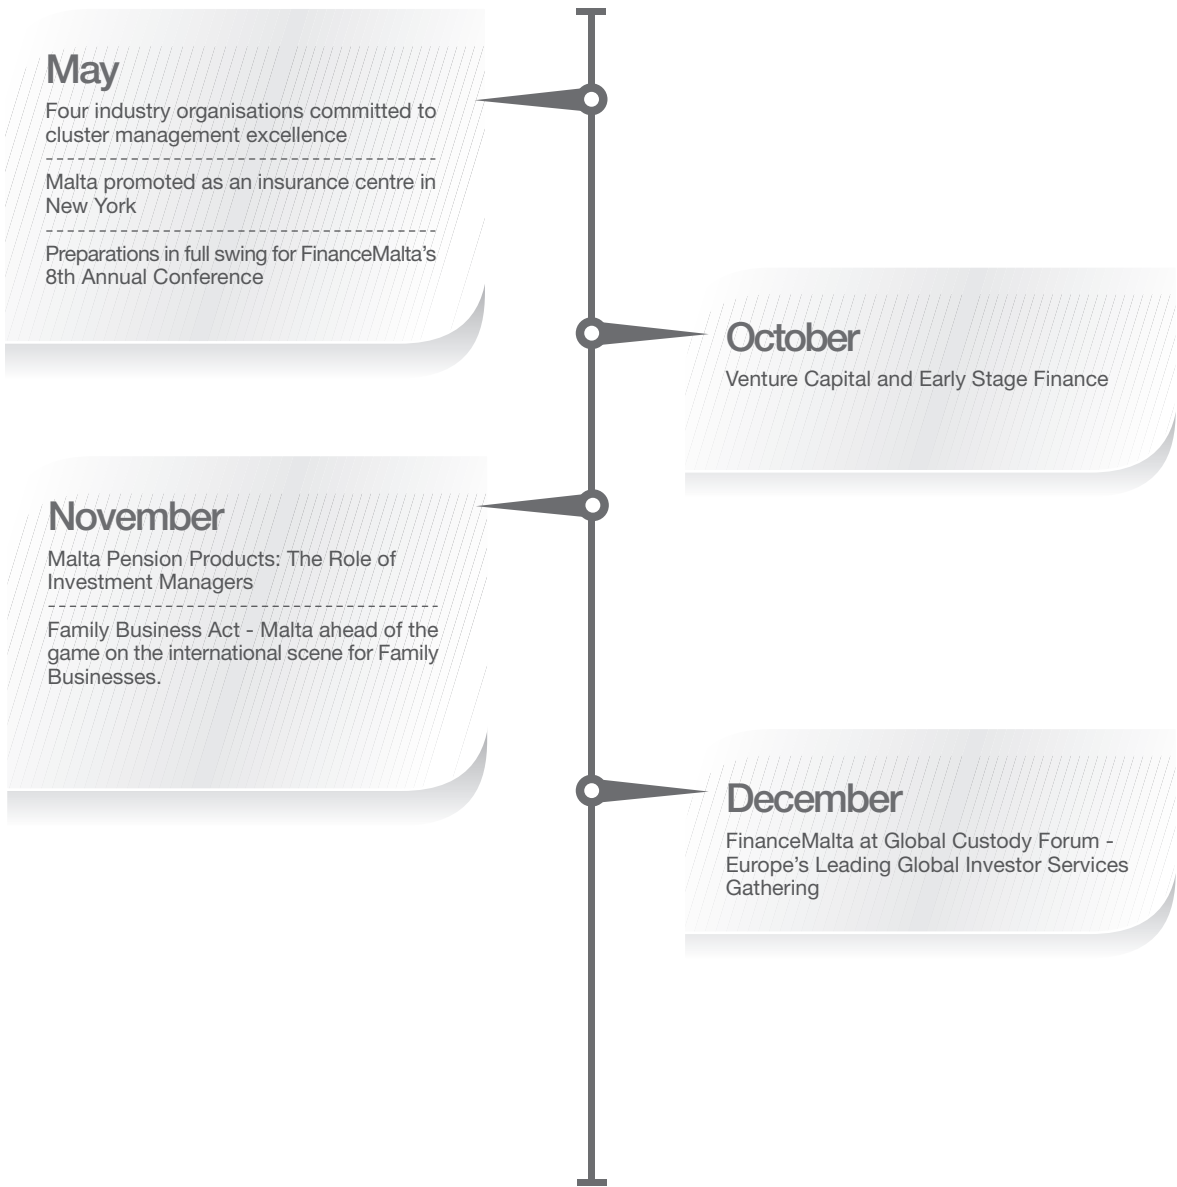 May
Four industry organisations committed to
cluster management excellence
Malta promoted as an insurance centre in
New York
Preparations in full swing for FinanceMalta’s
8th Annual Conference
October
Venture Capital and Early Stage Finance
November
Malta Pension Products: The Role of
Investment Managers
Family Business Act - Malta ahead of the
game on the international scene for Family
Businesses.
December
FinanceMalta at Global Custody Forum -
Europe’s Leading Global Investor Services
Gathering